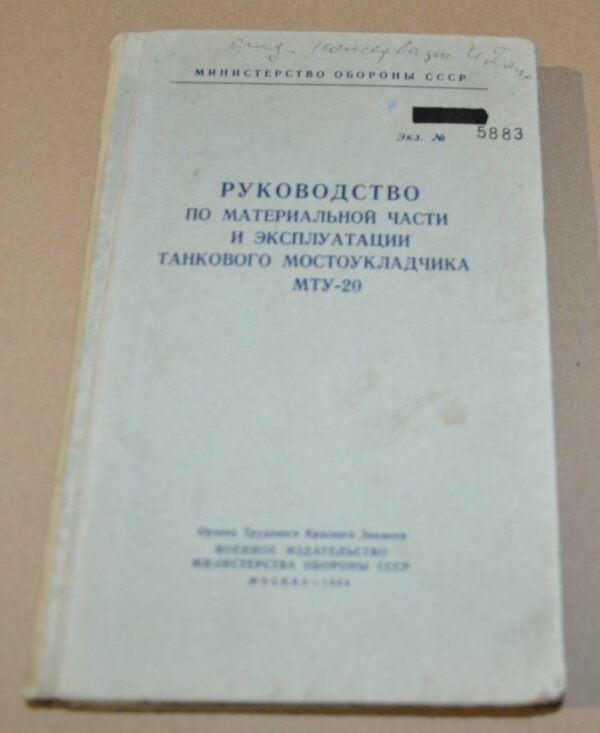 МИНИСТЕРСТВО ОБОРОНЫ СССР
Экз. № 5883
РУКОВОДСТВО
ПО МАТЕРИАЛЬНОЙ ЧАСТИ
И ЭКСПЛУАТАЦИИ
ТАНКОВОГО МОСТОУКЛАДЧИКА
МТУ-20
Ордена Трудового Красного Знамени
ВОЕННОЕ ИЗДАТЕЛЬСТВО
МИНИСТЕРСТВА ОБОРОНЫ СССР
МОСКВА